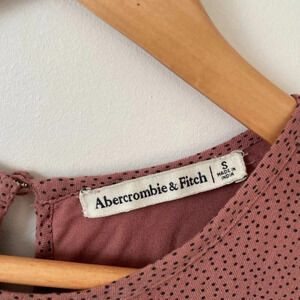 Abercrombie & Fitch
S
MADE IN
INDIA